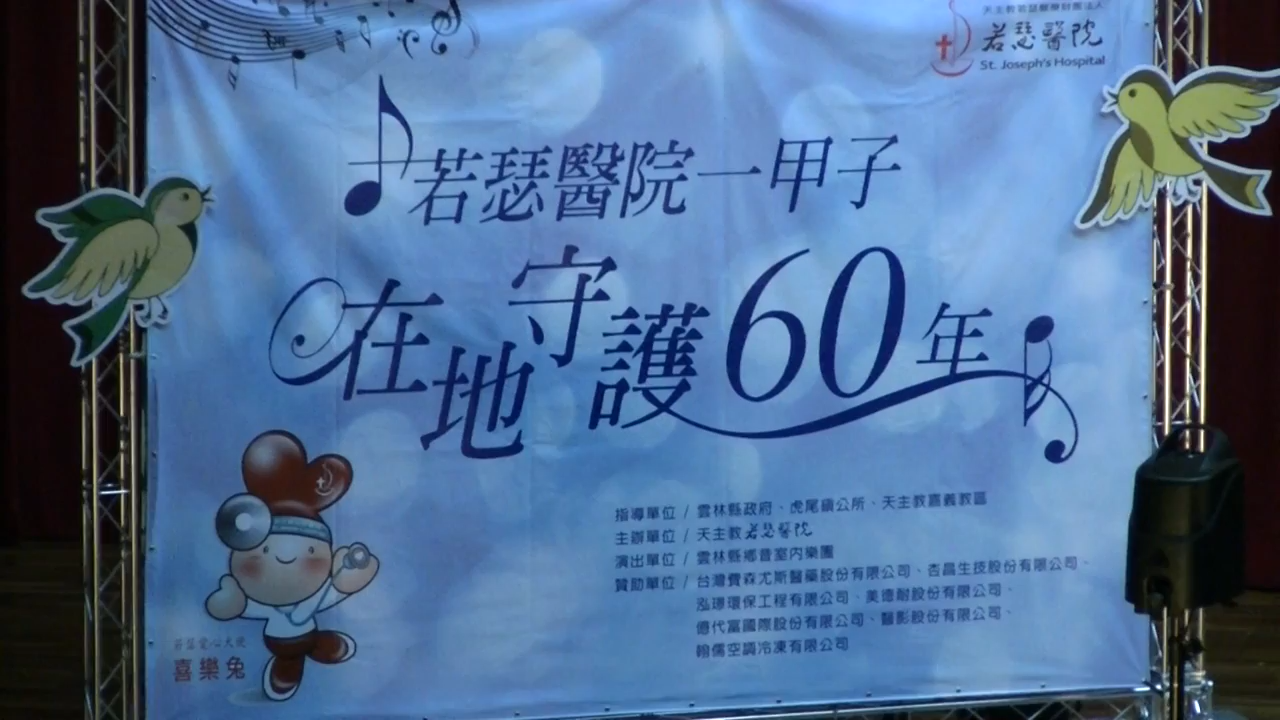 天主教若瑟醫療財團法人
若瑟醫院
St. Joseph's Hospital
若瑟醫院一甲子
在地守護60年
指導單位 / 雲林縣政府、虎尾鎮公所、天主教嘉義教區
主辦單位 / 天主教若瑟醫院
演出單位 / 雲林縣鄉音室內樂團
贊助單位 / 台灣費森尤斯醫藥股份有限公司、杏昌生技股份有限公司、
泓璟環保工程有限公司、美德耐股份有限公司、
億代富國際股份有限公司、醫影股份有限公司、
翰儒空調冷凍有限公司
若瑟愛心大使
喜樂兔